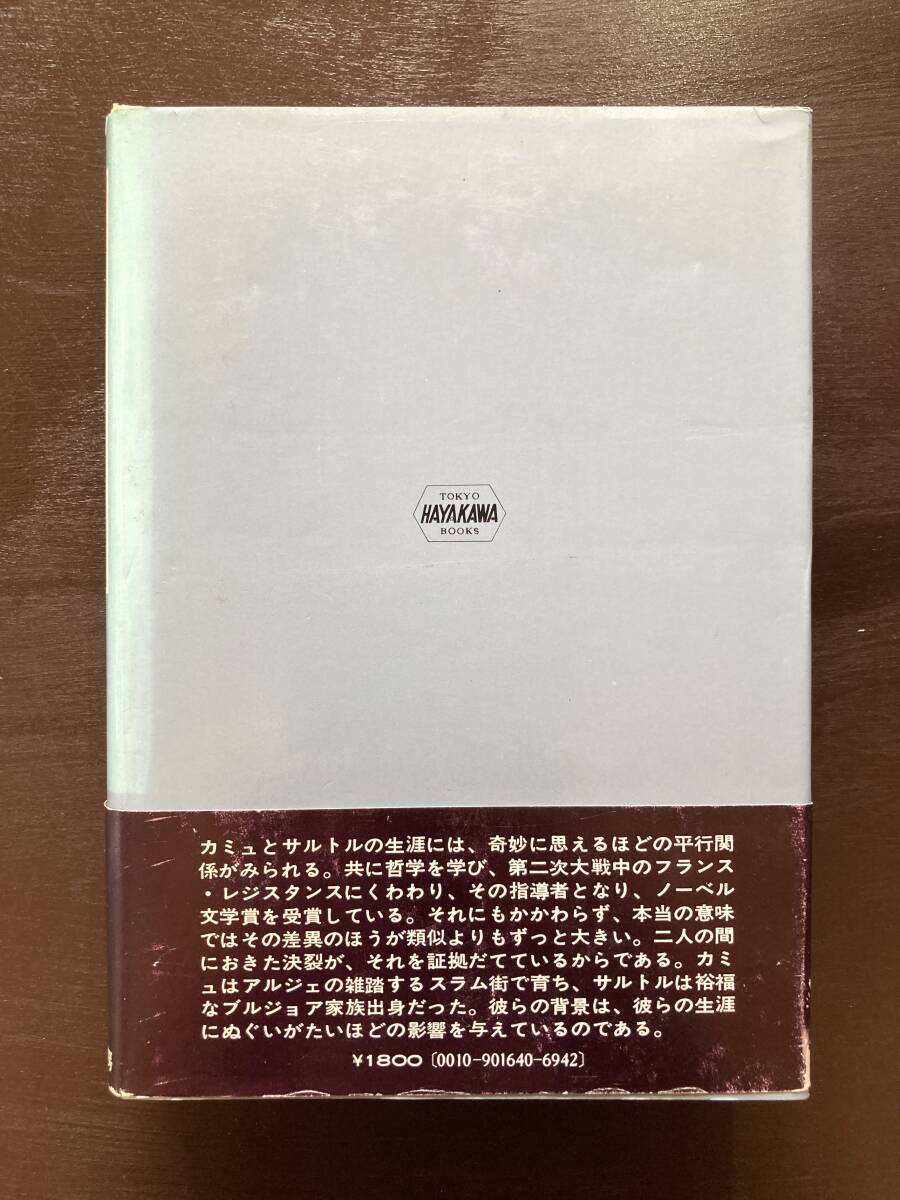 TOKYO
HAYAKAWA
BOOKS
カミュとサルトルの生涯には、奇妙に思えるほどの平行関
係がみられる。共に哲学を学び、第二次大戦中のフランス
・レジスタンスにくわわり、その指導者となり、ノーベル
文学賞を受賞している。それにもかかわらず、本当の意味
ではその差異のほうが類似よりもずっと大きい。二人の間
におきた決裂が、それを証拠だてているからである。カミ
ュはアルジェの雑踏するスラム街で育ち、サルトルは裕福
なブルジョア家族出身だった。彼らの背景は、彼らの生涯
にぬぐいがたいほどの影響を与えているのである。
¥1800〔0010-901640-6942〕